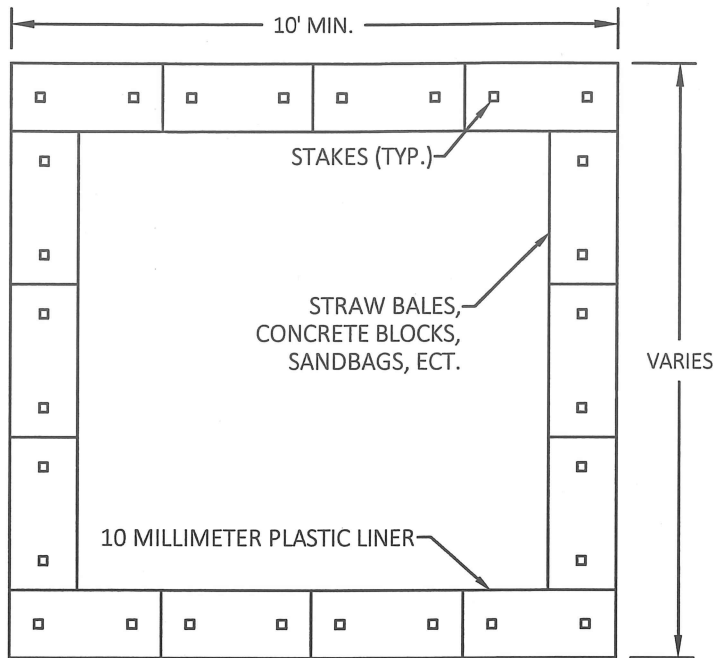 10' MIN.
STAKES (TYP.)
STRAW BALES,
CONCRETE BLOCKS,
SANDBAGS, ECT.
VARIES
10 MILLIMETER PLASTIC LINER